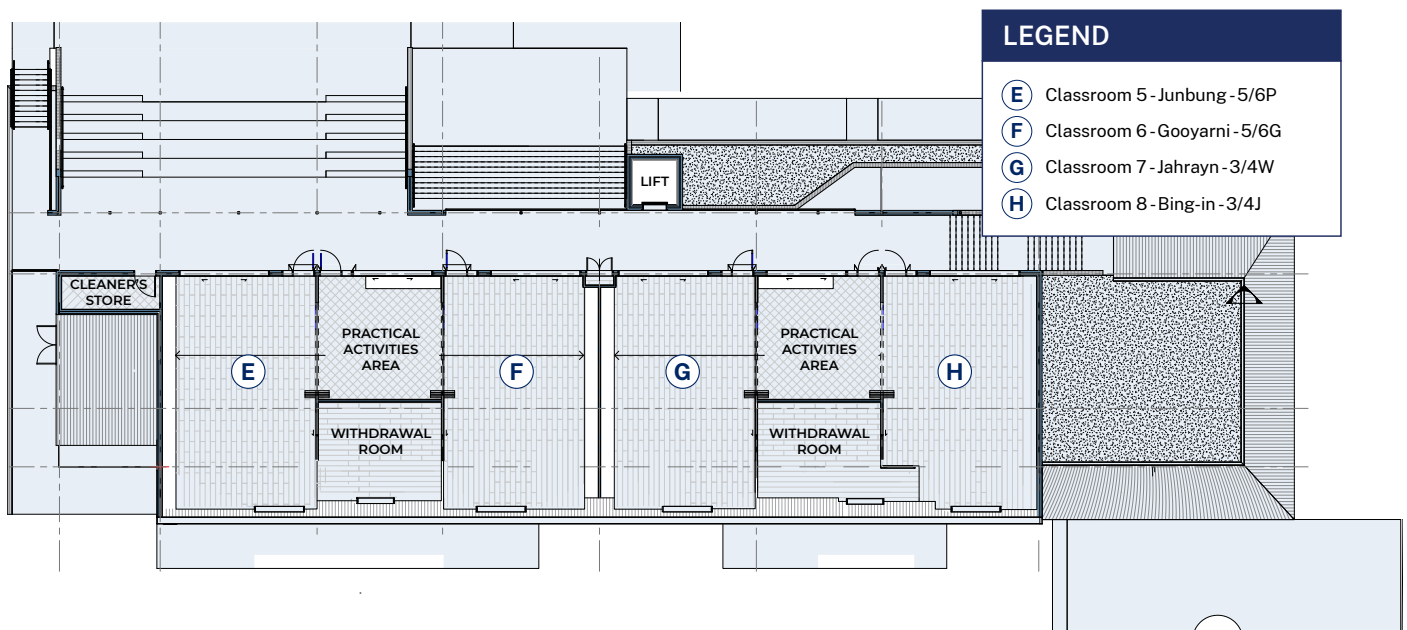 LEGEND
E Classroom 5 - Junbung - 5/6P
F Classroom 6 - Gooyarni - 5/6G
G Classroom 7 - Jahrayn - 3/4W
H Classroom 8 - Bing-in - 3/4J
LIFT
CLEANER'S
STORE
PRACTICAL
ACTIVITIES
AREA
PRACTICAL
ACTIVITIES
AREA
E
F
G
H
WITHDRAWAL
ROOM
WITHDRAWAL
ROOM